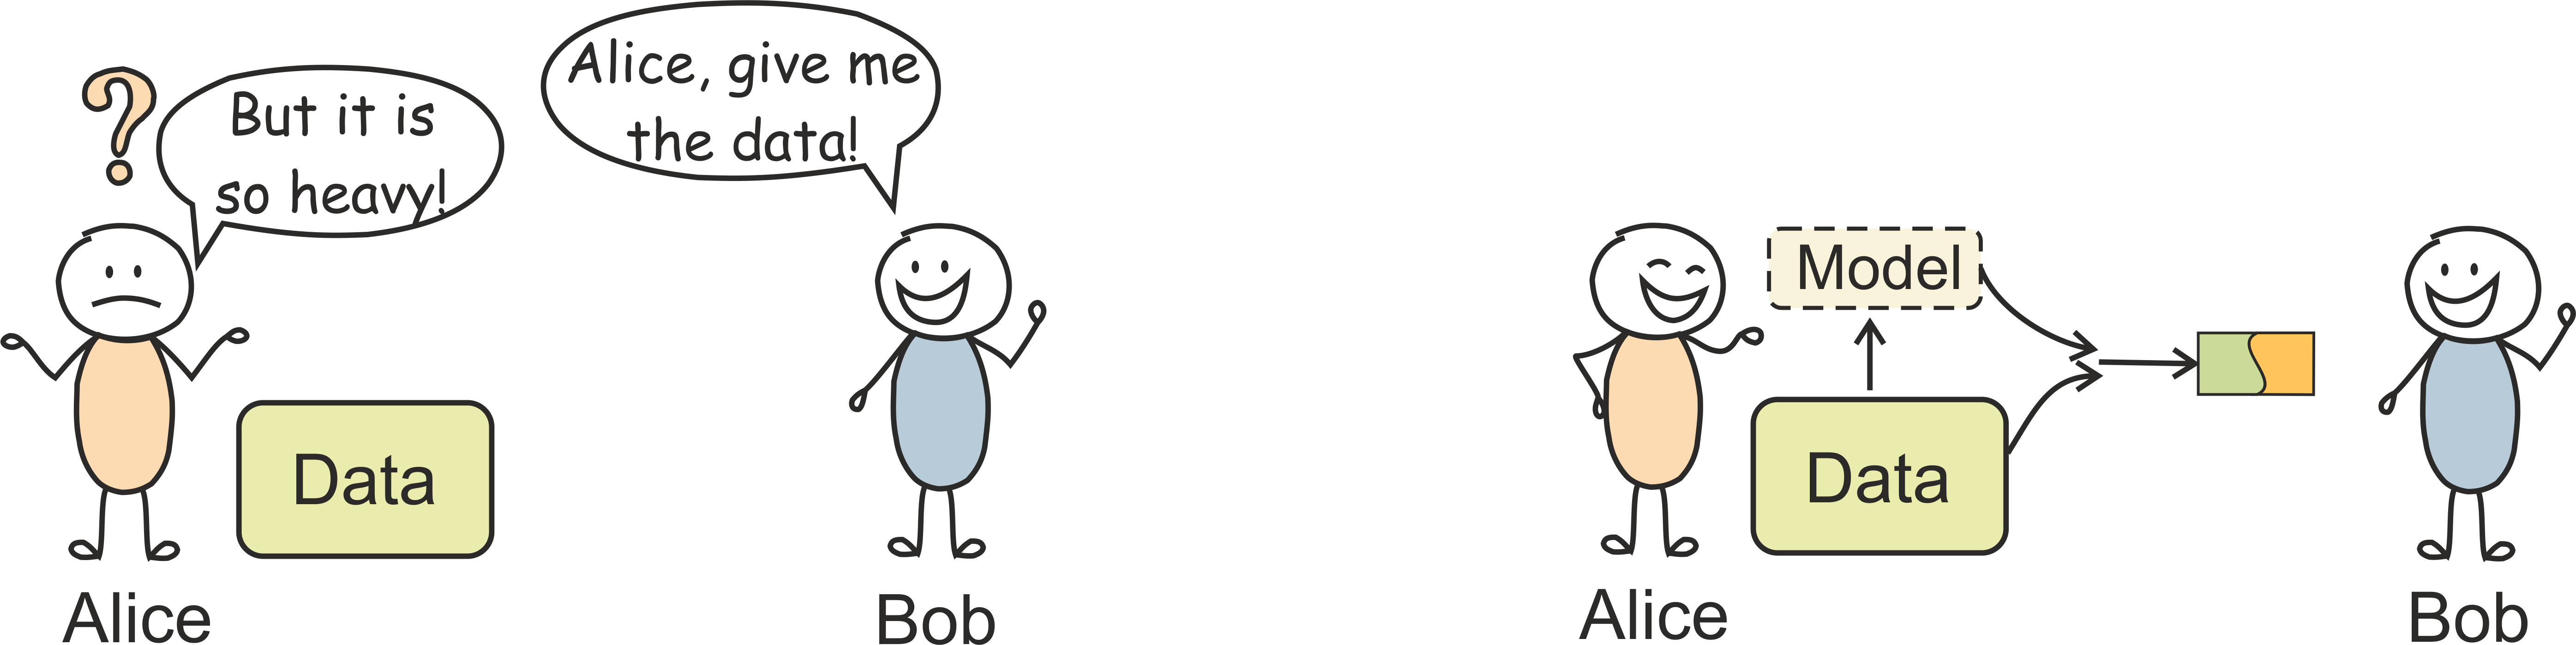 But it is
so heavy!
Alice, give me
the data!
Data
Alice
Bob
Model
Data
Alice
Bob